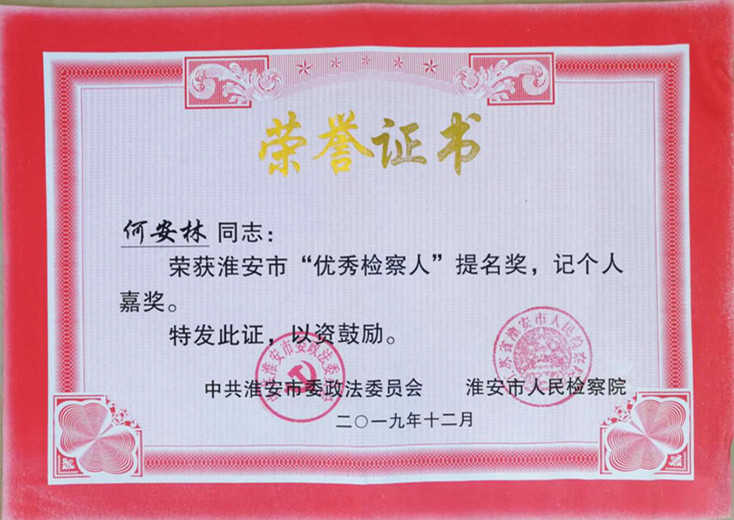 荣誉证书
何安林 同志：
荣获淮安市“优秀检察人”提名奖，记个人
嘉奖。
特发此证，以资鼓励。
中共淮安市委政法委员会 淮安市人民检察院
二〇一九年十二月